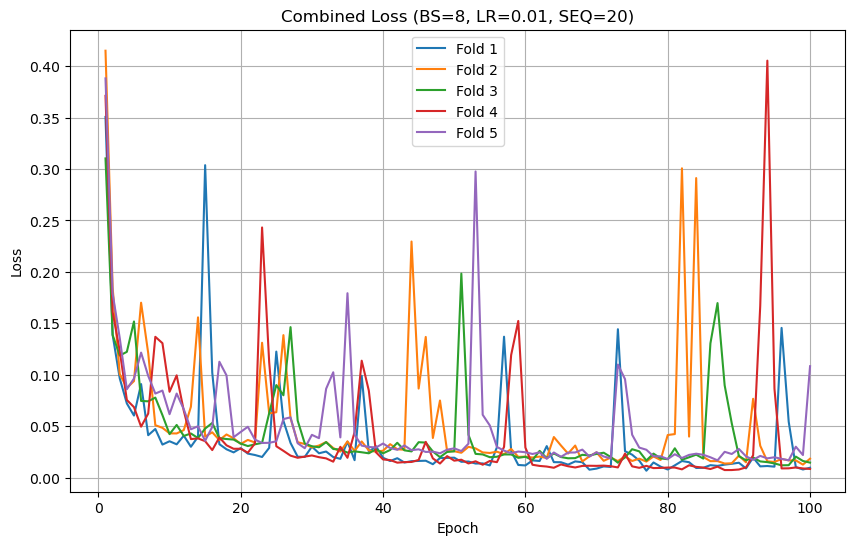 Combined Loss (BS=8, LR=0.01, SEQ=20)
Fold 1
Fold 2
Fold 3
Fold 4
Fold 5
0.40
0.35
0.30
0.25
0.20
0.15
0.10
0.05
0.00
Loss
0 20 40 60 80 100
Epoch